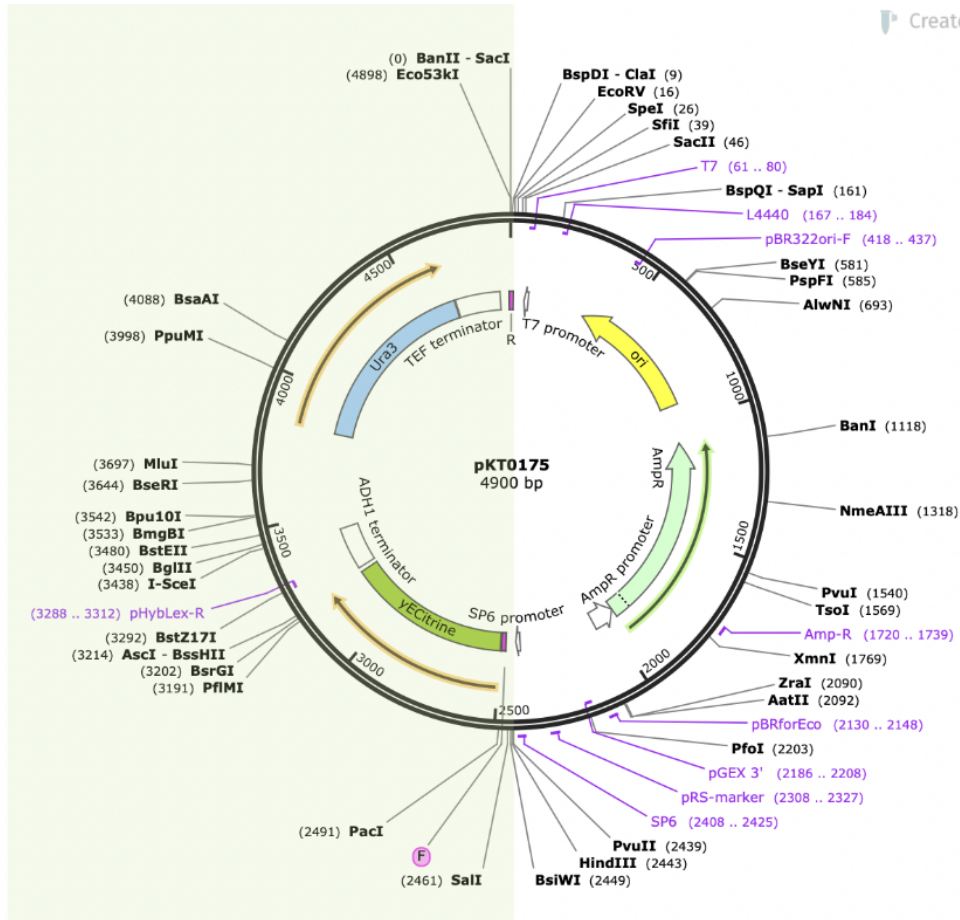 Create
(0) BanII - SacI
(4898) Eco53kI
BspDI - ClaI (9)
EcoRV (16)
SpeI (26)
SfiI (39)
SacII (46)
T7 (61 .. 80)
BspQI - SapI (161)
L4440 (167 .. 184)
pBR322ori-F (418 .. 437)
BseYI (581)
PspFI (585)
AlwNI (693)
BanI (1118)
NmeAIII (1318)
PvuI (1540)
TsoI (1569)
Amp-R (1720 .. 1739)
XmnI (1769)
ZraI (2090)
AatII (2092)
pBRforEco (2130 .. 2148)
PfoI (2203)
pGEX 3' (2186 .. 2208)
pRS-marker (2308 .. 2327)
SP6 (2408 .. 2425)
PvuII (2439)
HindIII (2443)
BsiWI (2449)
(2461) SalI
F
(2491) PacI
(3191) PflMI
(3202) BsrGI
(3214) AscI - BssHII
(3292) BstZ17I
(3288 .. 3312) pHybLex-R
(3438) I-SceI
(3450) BglII
(3480) BstEII
(3533) BmgBI
(3542) Bpu10I
(3644) BseRI
(3697) MluI
(3998) PpuMI
(4088) BsaAI
500
1000
1500
2000
2500
3000
3500
4000
4500
Ura3
TEF terminator
R
T7 promoter
ori
AmpR
AmpR promoter
SP6 promoter
yECitrine
ADH1 terminator
pKT0175
4900 bp